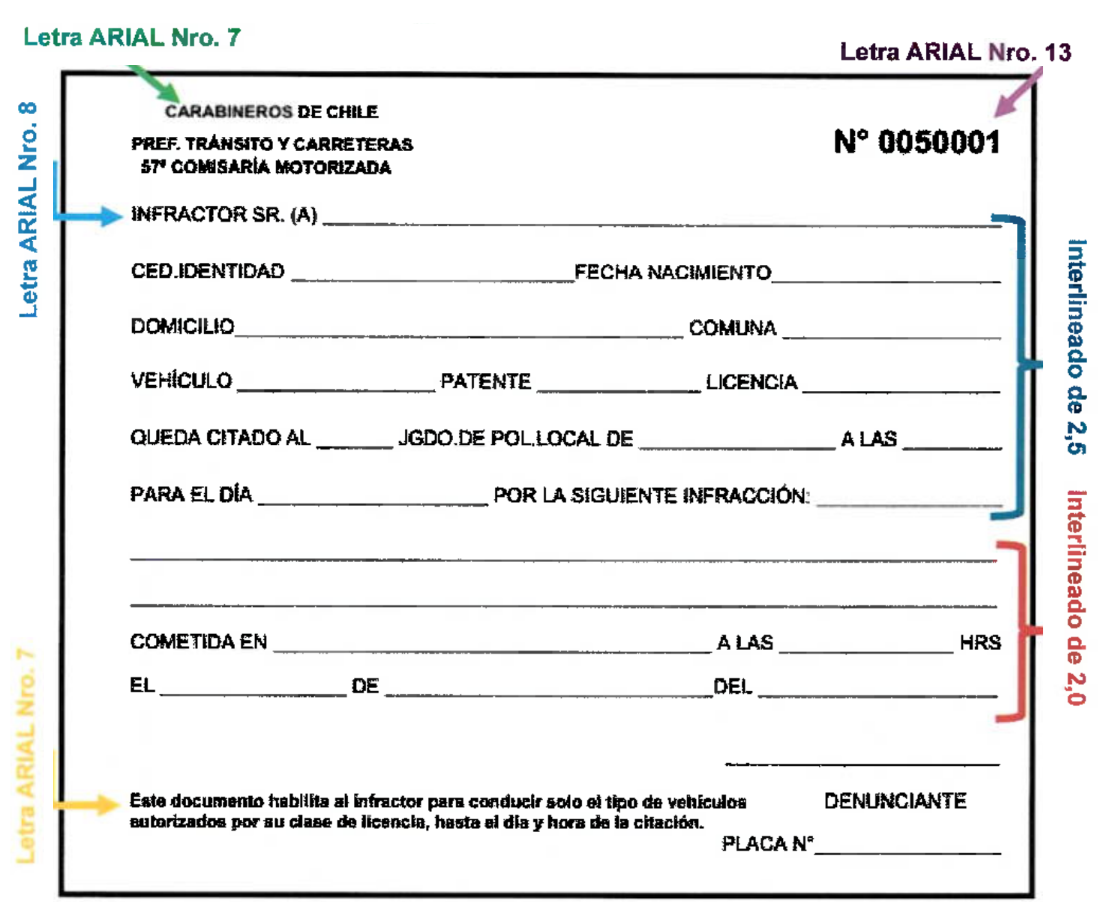 Letra ARIAL Nro. 7
Letra ARIAL Nro. 13
Letra ARIAL Nro. 8
CARABINEROS DE CHILE
PREF. TRÁNSITO Y CARRETERAS
57ª COMISARÍA MOTORIZADA
N° 0050001
INFRACTOR SR. (A)
CED.IDENTIDAD FECHA NACIMIENTO
DOMICILIO COMUNA
VEHÍCULO PATENTE LICENCIA
QUEDA CITADO AL JGDO.DE POL.LOCAL DE A LAS
PARA EL DÍA POR LA SIGUIENTE INFRACCIÓN:
Interlineado de 2,5
COMETIDA EN A LAS HRS
EL DE DEL
Interlineado de 2,0
Letra ARIAL Nro. 7
Este documento habilita al infractor para conducir solo el tipo de vehículos
autorizados por su clase de licencia, hasta el día y hora de la citación.
DENUNCIANTE
PLACA N°